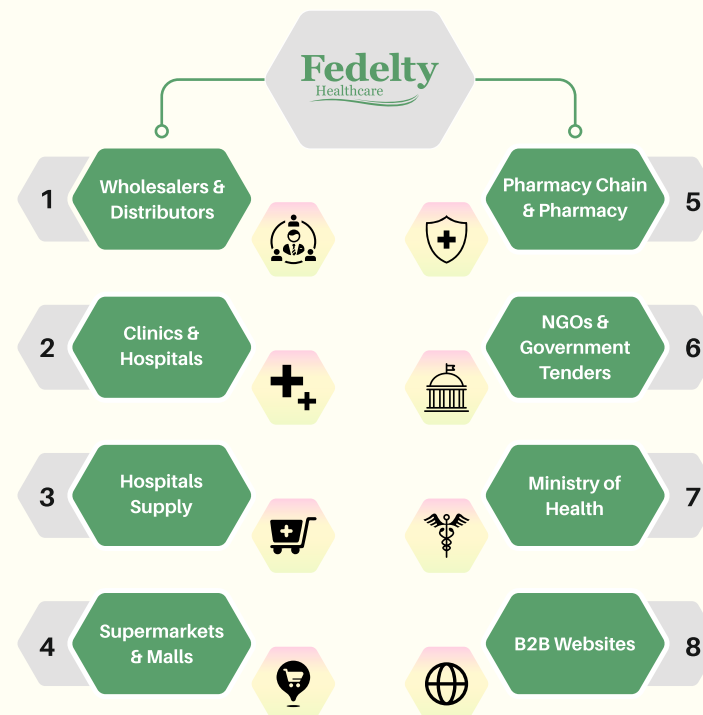 Fedelty
Healthcare
1
Wholesalers &
Distributors
2
Clinics &
Hospitals
3
Hospitals
Supply
4
Supermarkets
& Malls
Pharmacy Chain
& Pharmacy
5
NGOs &
Government
Tenders
6
Ministry of
Health
7
B2B Websites
8